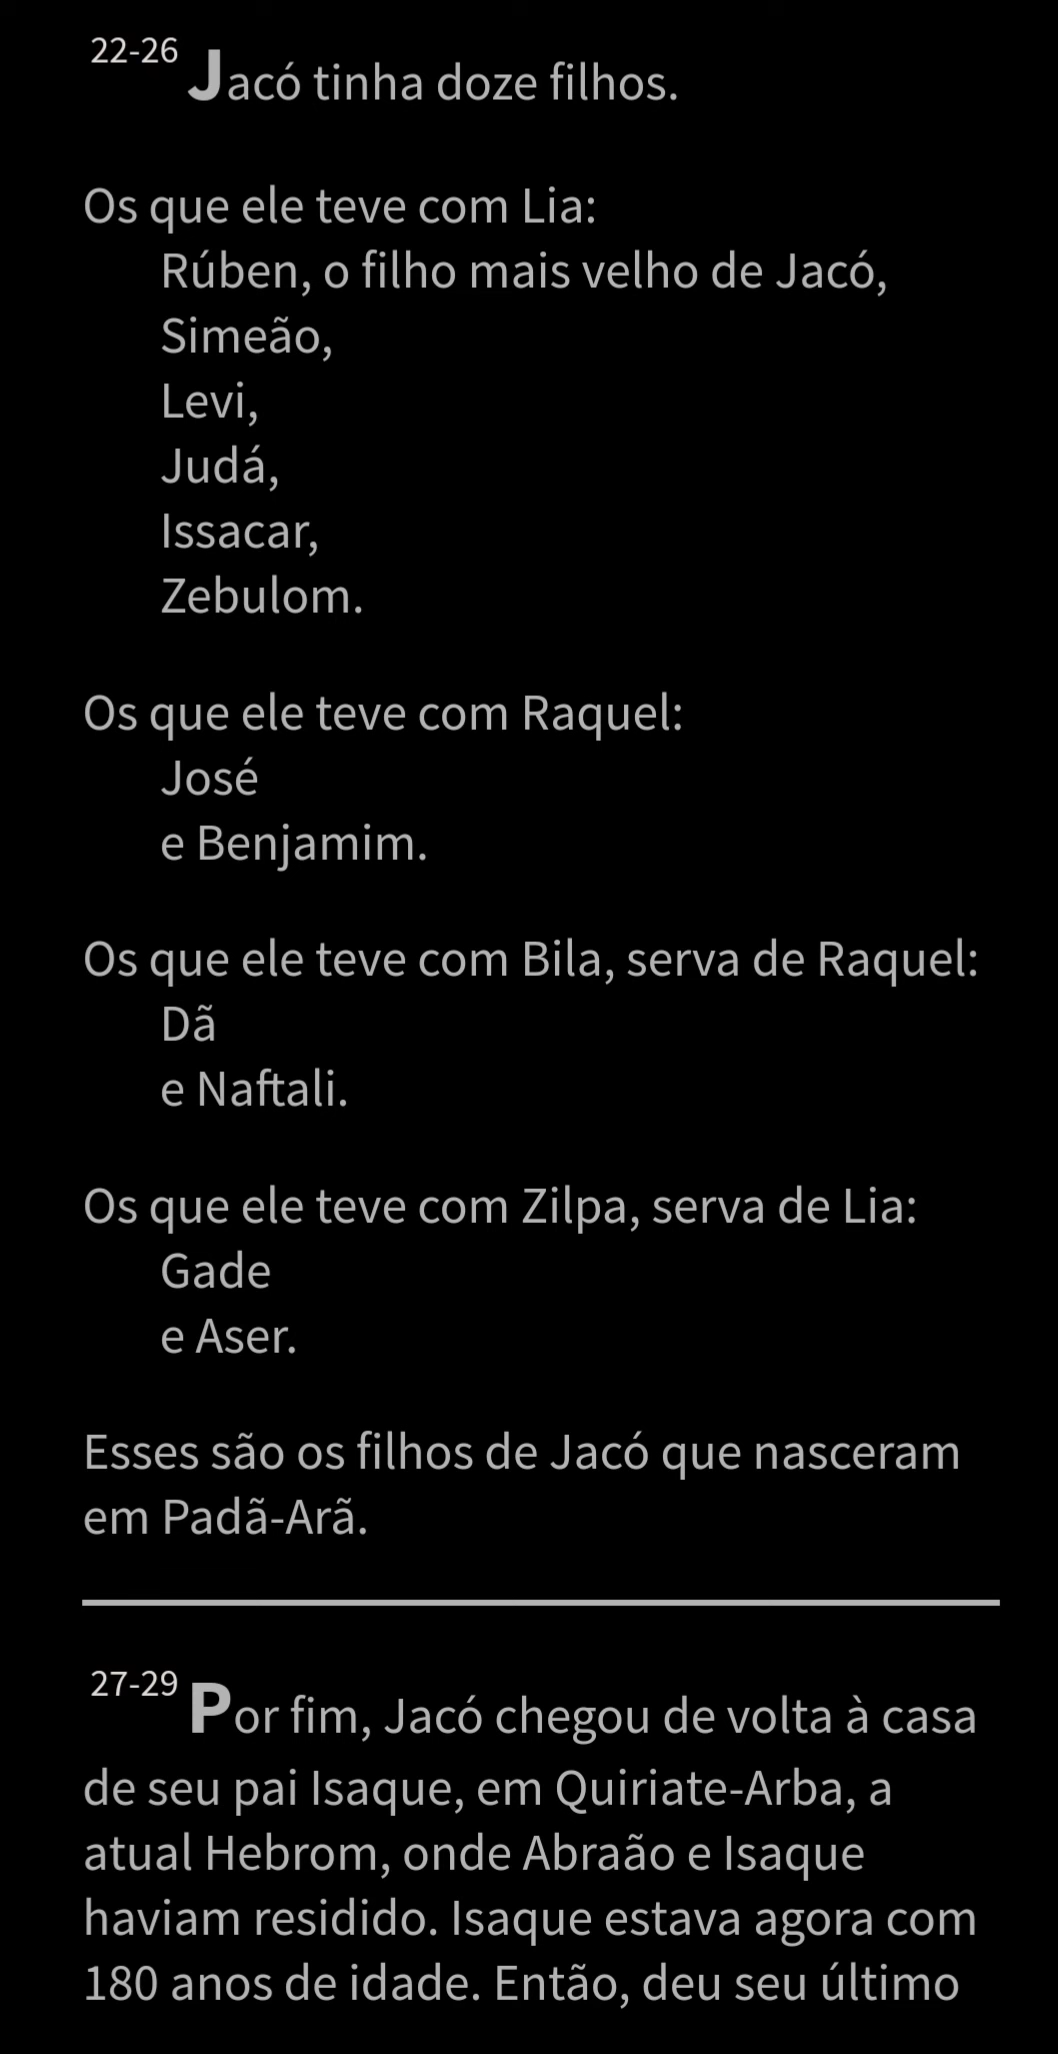 22-26 Jacó tinha doze filhos.
Os que ele teve com Lia:
Rúben, o filho mais velho de Jacó,
Simeão,
Levi,
Judá,
Issacar,
Zebulom.
Os que ele teve com Raquel:
José
e Benjamim.
Os que ele teve com Bila, serva de Raquel:
Dã
e Naftali.
Os que ele teve com Zilpa, serva de Lia:
Gade
e Aser.
Esses são os filhos de Jacó que nasceram
em Padã-Arã.
27-29 Por fim, Jacó chegou de volta à casa
de seu pai Isaque, em Quiriate-Arba, a
atual Hebrom, onde Abraão e Isaque
haviam residido. Isaque estava agora com
180 anos de idade. Então, deu seu último